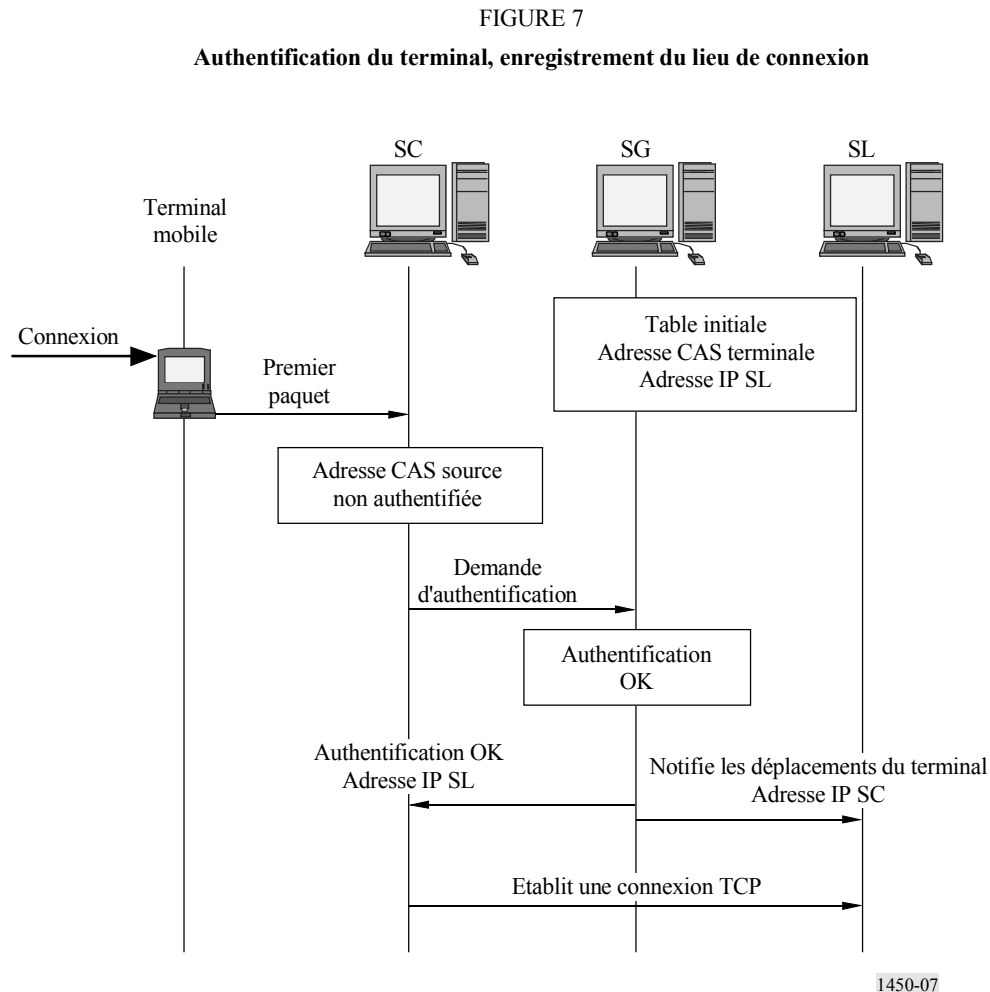 FIGURE 7
Authentification du terminal, enregistrement du lieu de connexion
SC
SG
SL
Terminal
mobile
Table initiale
Adresse CAS terminale
Adresse IP SL
Connexion
Premier
paquet
Adresse CAS source
non authentifiée
Demande
d'authentification
Authentification
OK
Authentification OK
Adresse IP SL
Notifie les déplacements du terminal
Adresse IP SC
Etablit une connexion TCP
1450-07